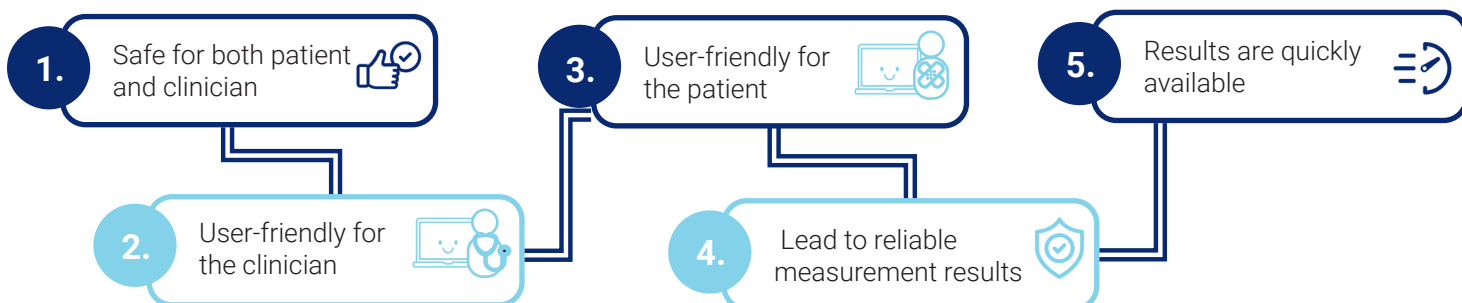 1.
Safe for both patient
and clinician
2.
User-friendly for
the clinician
3.
User-friendly for
the patient
4.
Lead to reliable
measurement results
5.
Results are quickly
available